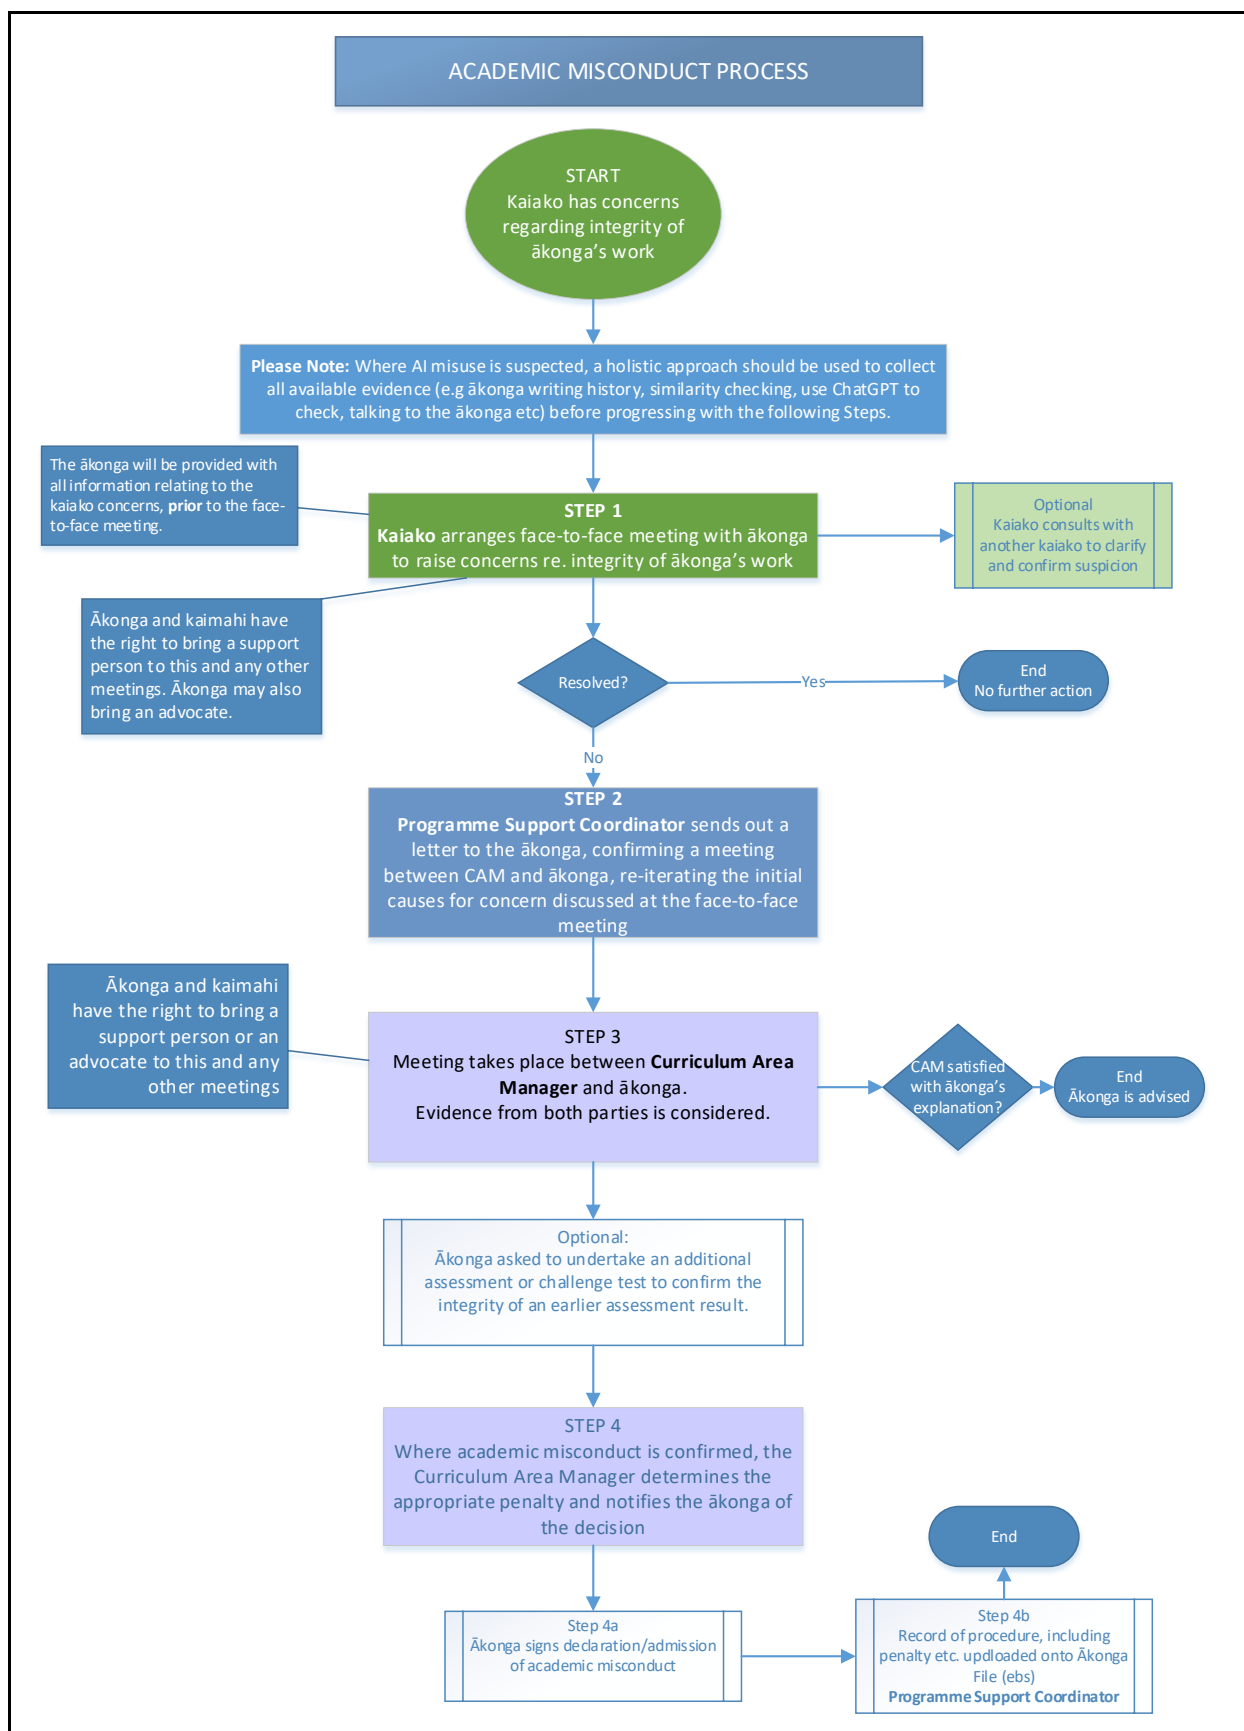 ACADEMIC MISCONDUCT PROCESS
START
Kaiako has concerns
regarding integrity of
ākonga’s work
Please Note: Where AI misuse is suspected, a holistic approach should be used to collect
all available evidence (e.g ākonga writing history, similarity checking, use ChatGPT to
check, talking to the ākonga etc) before progressing with the following Steps.
The ākonga will be provided with
all information relating to the
kaiako concerns, prior to the face-
to-face meeting.
STEP 1
Kaiako arranges face-to-face meeting with ākonga
to raise concerns re. integrity of ākonga’s work
Optional
Kaiako consults with
another kaiako to clarify
and confirm suspicion
Ākonga and kaimahi have
the right to bring a support
person to this and any other
meetings. Ākonga may also
bring an advocate.
Resolved?
Yes
End
No further action
No
STEP 2
Programme Support Coordinator sends out a
letter to the ākonga, confirming a meeting
between CAM and ākonga, re-iterating the initial
causes for concern discussed at the face-to-face
meeting
Ākonga and kaimahi
have the right to bring a
support person or an
advocate to this and any
other meetings
STEP 3
Meeting takes place between Curriculum Area
Manager and ākonga.
Evidence from both parties is considered.
CAM satisfied
with ākonga’s
explanation?
End
Ākonga is advised
Optional:
Ākonga asked to undertake an additional
assessment or challenge test to confirm the
integrity of an earlier assessment result.
STEP 4
Where academic misconduct is confirmed, the
Curriculum Area Manager determines the
appropriate penalty and notifies the ākonga of
the decision
End
Step 4a
Ākonga signs declaration/admission
of academic misconduct
Step 4b
Record of procedure, including
penalty etc. updloaded onto Ākonga
File (ebs)
Programme Support Coordinator